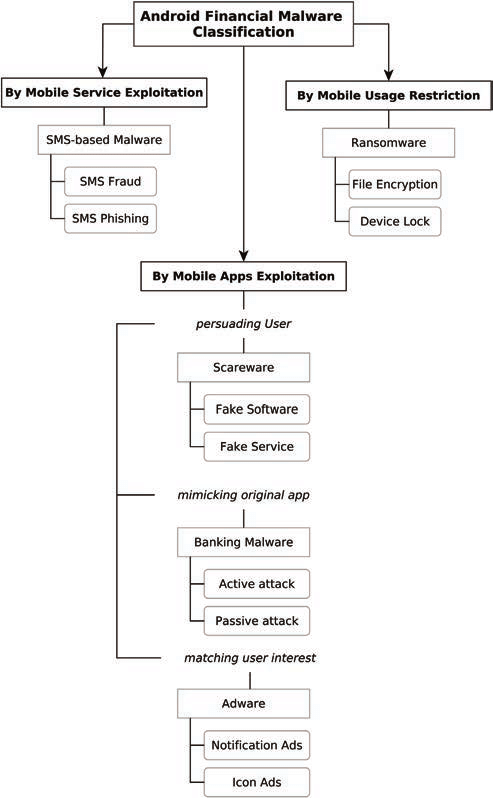 Android Financial Malware
Classification
By Mobile Service Exploitation
SMS-based Malware
SMS Fraud
SMS Phishing
By Mobile Usage Restriction
Ransomware
File Encryption
Device Lock
By Mobile Apps Exploitation
persuading User
Scareware
Fake Software
Fake Service
mimicking original app
Banking Malware
Active attack
Passive attack
matching user interest
Adware
Notification Ads
Icon Ads